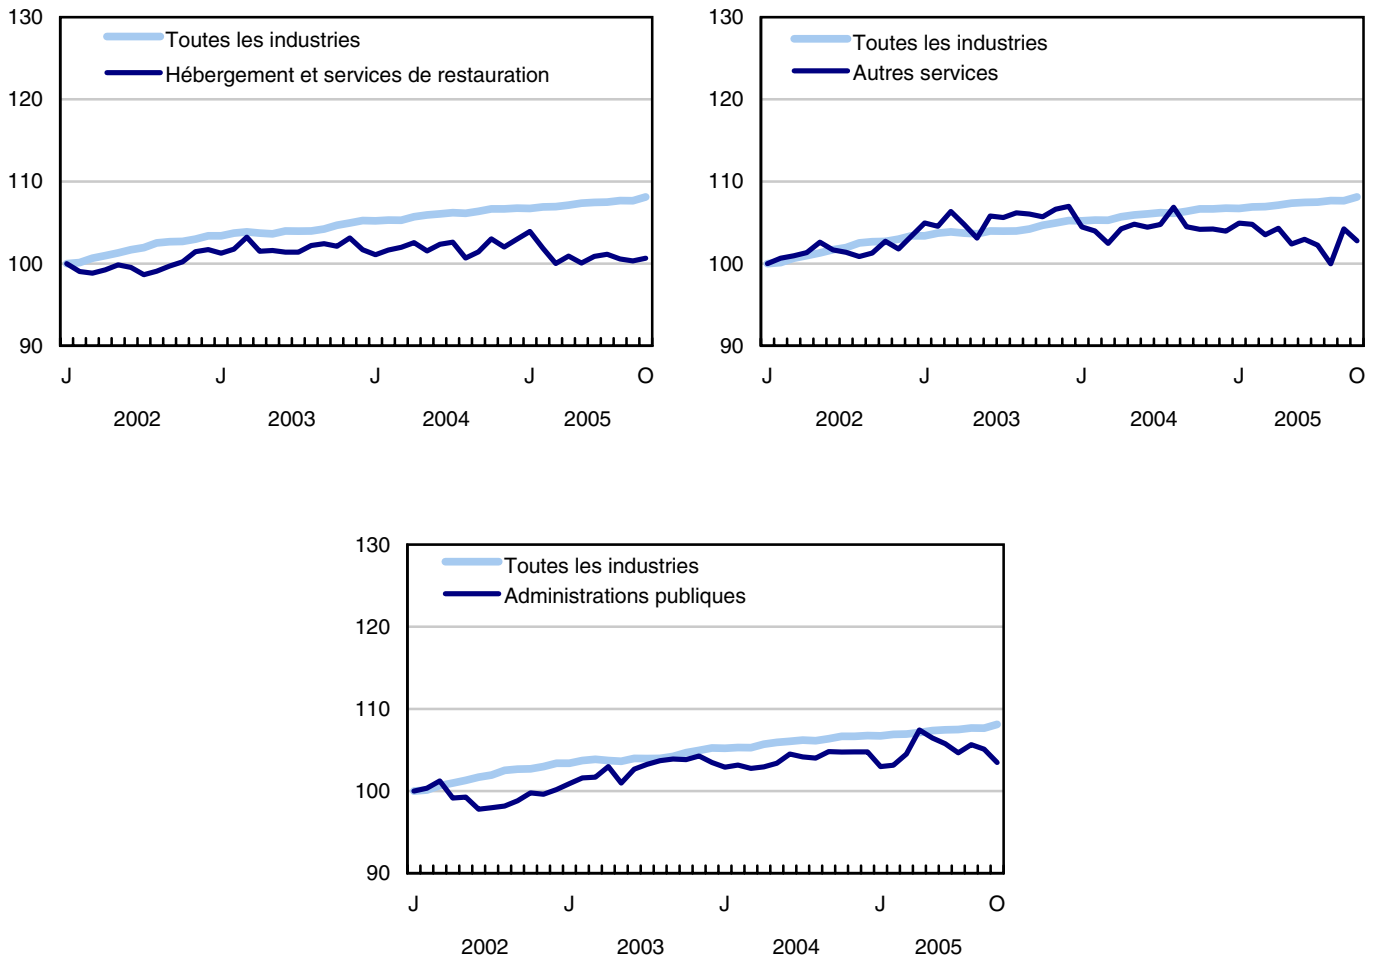 130
120
110
100
90
Toutes les industries
Hébergement et services de restauration
J J J J O
2002 2003 2004 2005
130
120
110
100
90
Toutes les industries
Autres services
J J J J O
2002 2003 2004 2005
130
120
110
100
90
Toutes les industries
Administrations publiques
J J J J O
2002 2003 2004 2005